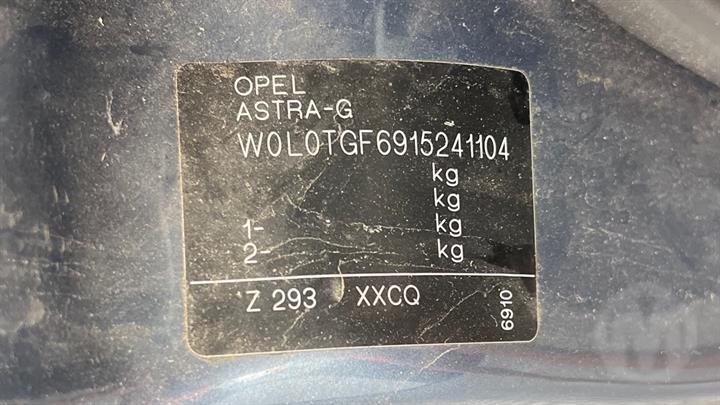 OPEL
ASTRA-G
W0L0TGF6915241104
kg
kg
1- kg
2- kg
Z 293 XXCQ
6910